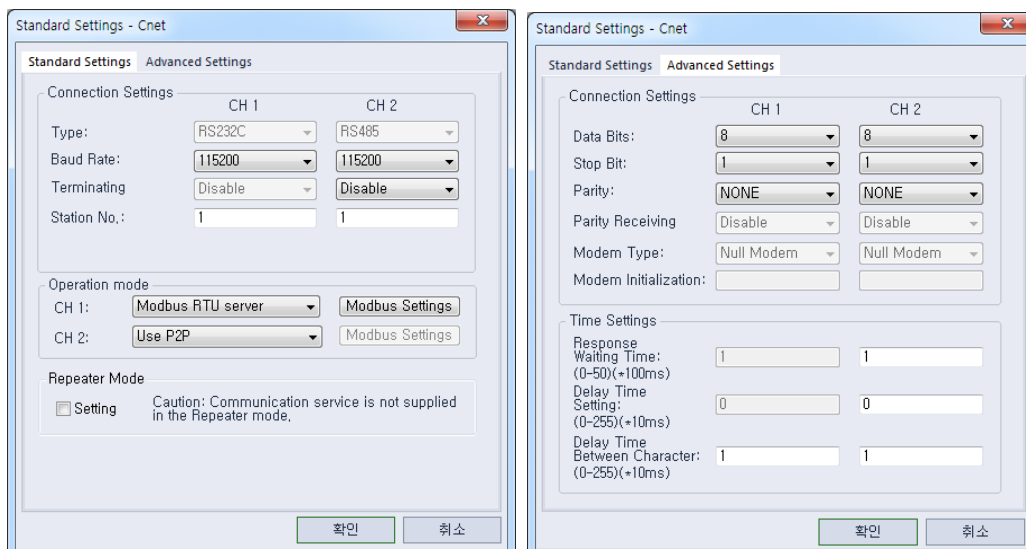 Standard Settings - Cnet
Standard Settings Advanced Settings
Connection Settings
CH 1 CH 2
Type: RS232C RS485
Baud Rate: 115200 115200
Terminating Disable Disable
Station No.: 1 1
Operation mode
CH 1: Modbus RTU server Modbus Settings
CH 2: Use P2P Modbus Settings
Repeater Mode
Setting Caution: Communication service is not supplied
in the Repeater mode.
확인 취소
Standard Settings - Cnet
Standard Settings Advanced Settings
Connection Settings
CH 1 CH 2
Data Bits: 8 8
Stop Bit: 1 1
Parity: NONE NONE
Parity Receiving Disable Disable
Modem Type: Null Modem Null Modem
Modem Initialization:
Time Settings
Response
Waiting Time: 1 1
(0-50)(*100ms)
Delay Time
Setting: 0 0
(0-255)(*10ms)
Delay Time
Between Character: 1 1
(0-255)(*10ms)
확인 취소